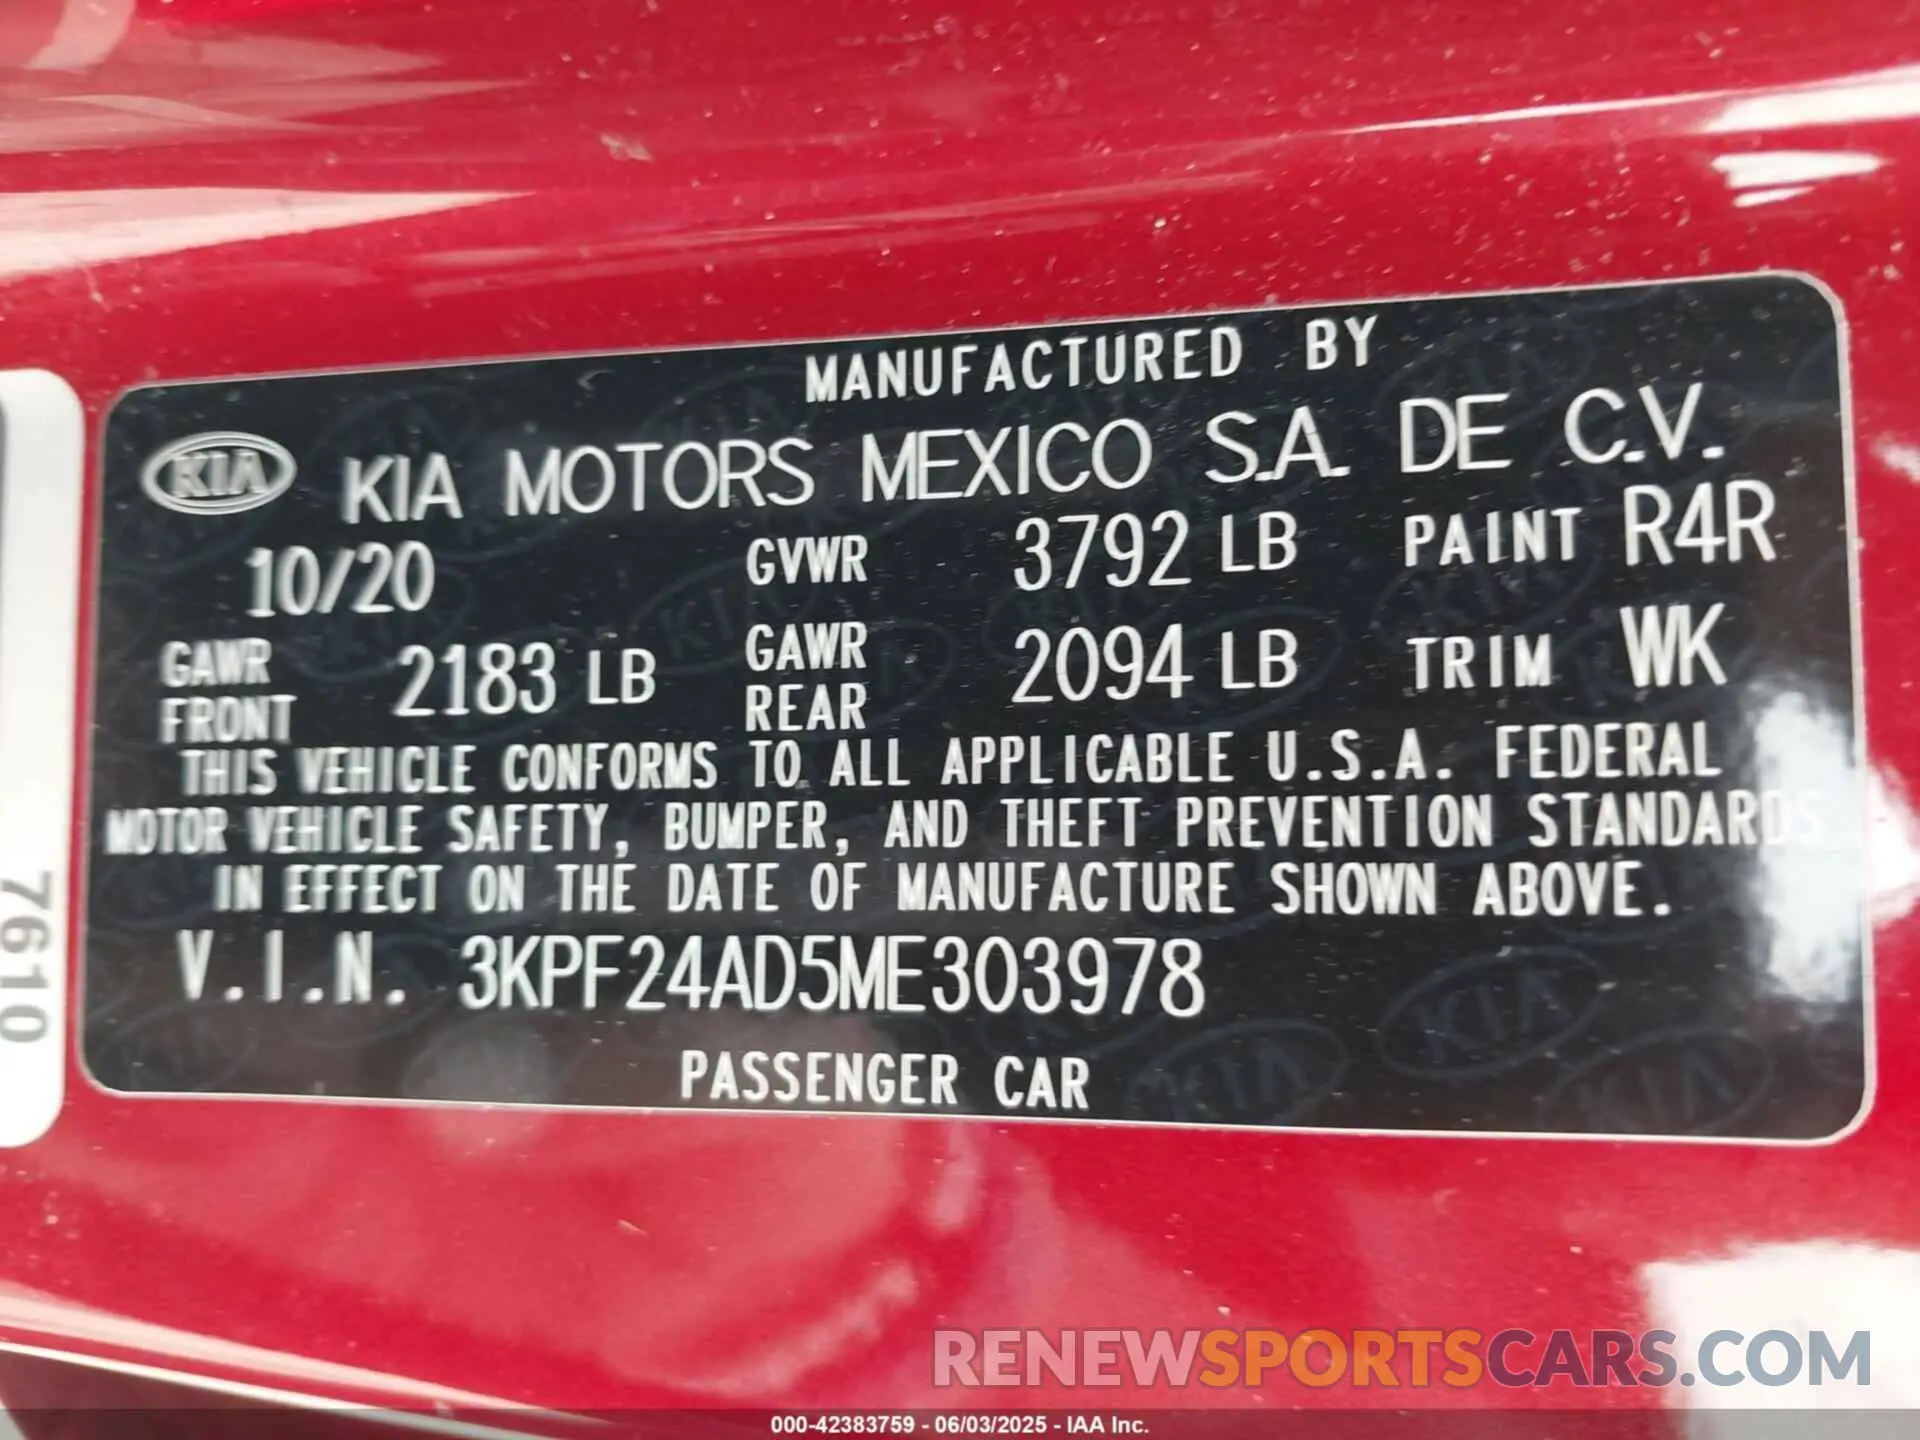 MANUFACTURED BY
KIA KIA MOTORS MEXICO S.A. DE C.V.
10/20 GVWR 3792 LB PAINT R4R
GAWR FRONT 2183 LB GAWR REAR 2094 LB TRIM WK
THIS VEHICLE CONFORMS TO ALL APPLICABLE U.S.A. FEDERAL
MOTOR VEHICLE SAFETY, BUMPER, AND THEFT PREVENTION STANDARDS
IN EFFECT ON THE DATE OF MANUFACTURE SHOWN ABOVE.
V.I.N. 3KPF24AD5ME303978
PASSENGER CAR
7610
RENEWSPORTSCARS.COM
000-42383759 - 06/03/2025 - IAA Inc.